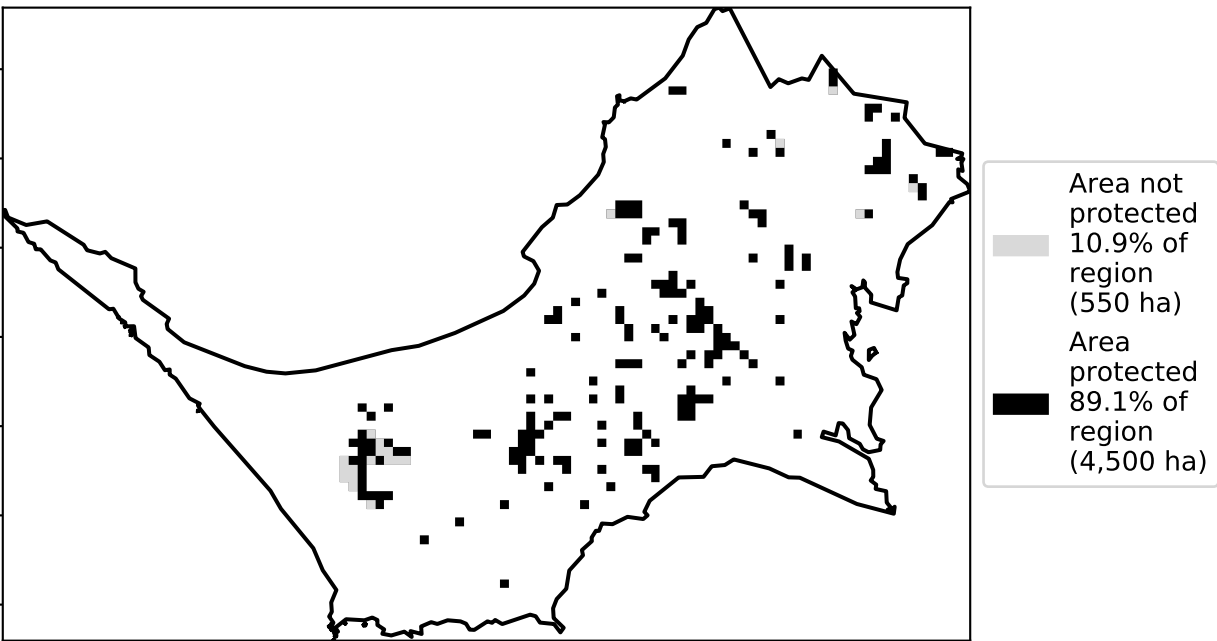 Area not
protected
10.9% of
region
(550 ha)
Area
protected
89.1% of
region
(4,500 ha)